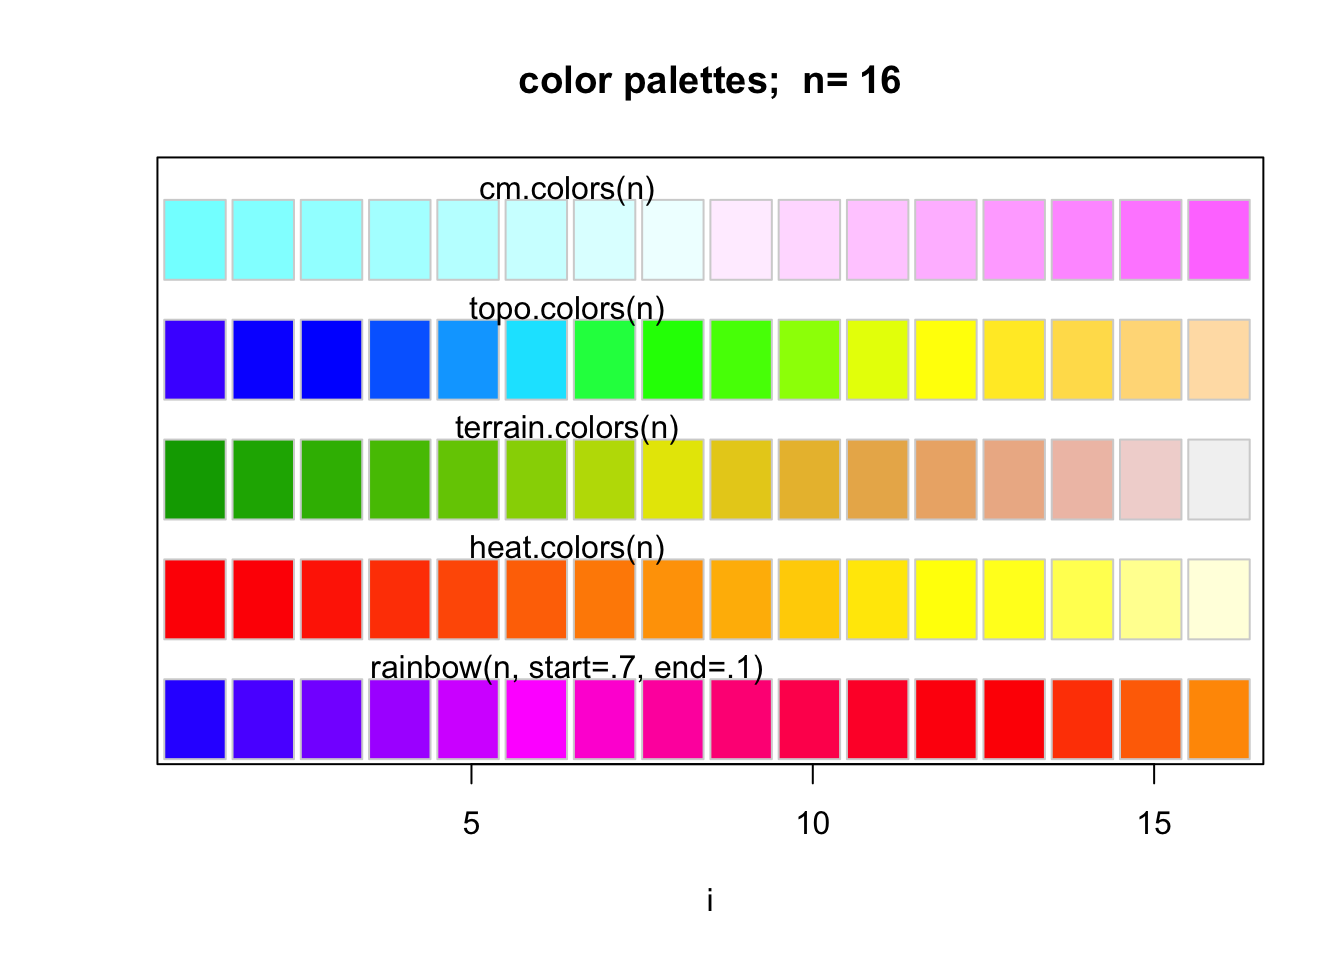 color palettes;  n= 16
cm.colors(n)
topo.colors(n)
terrain.colors(n)
heat.colors(n)
rainbow(n, start=.7, end=.1)
5 10 15
i